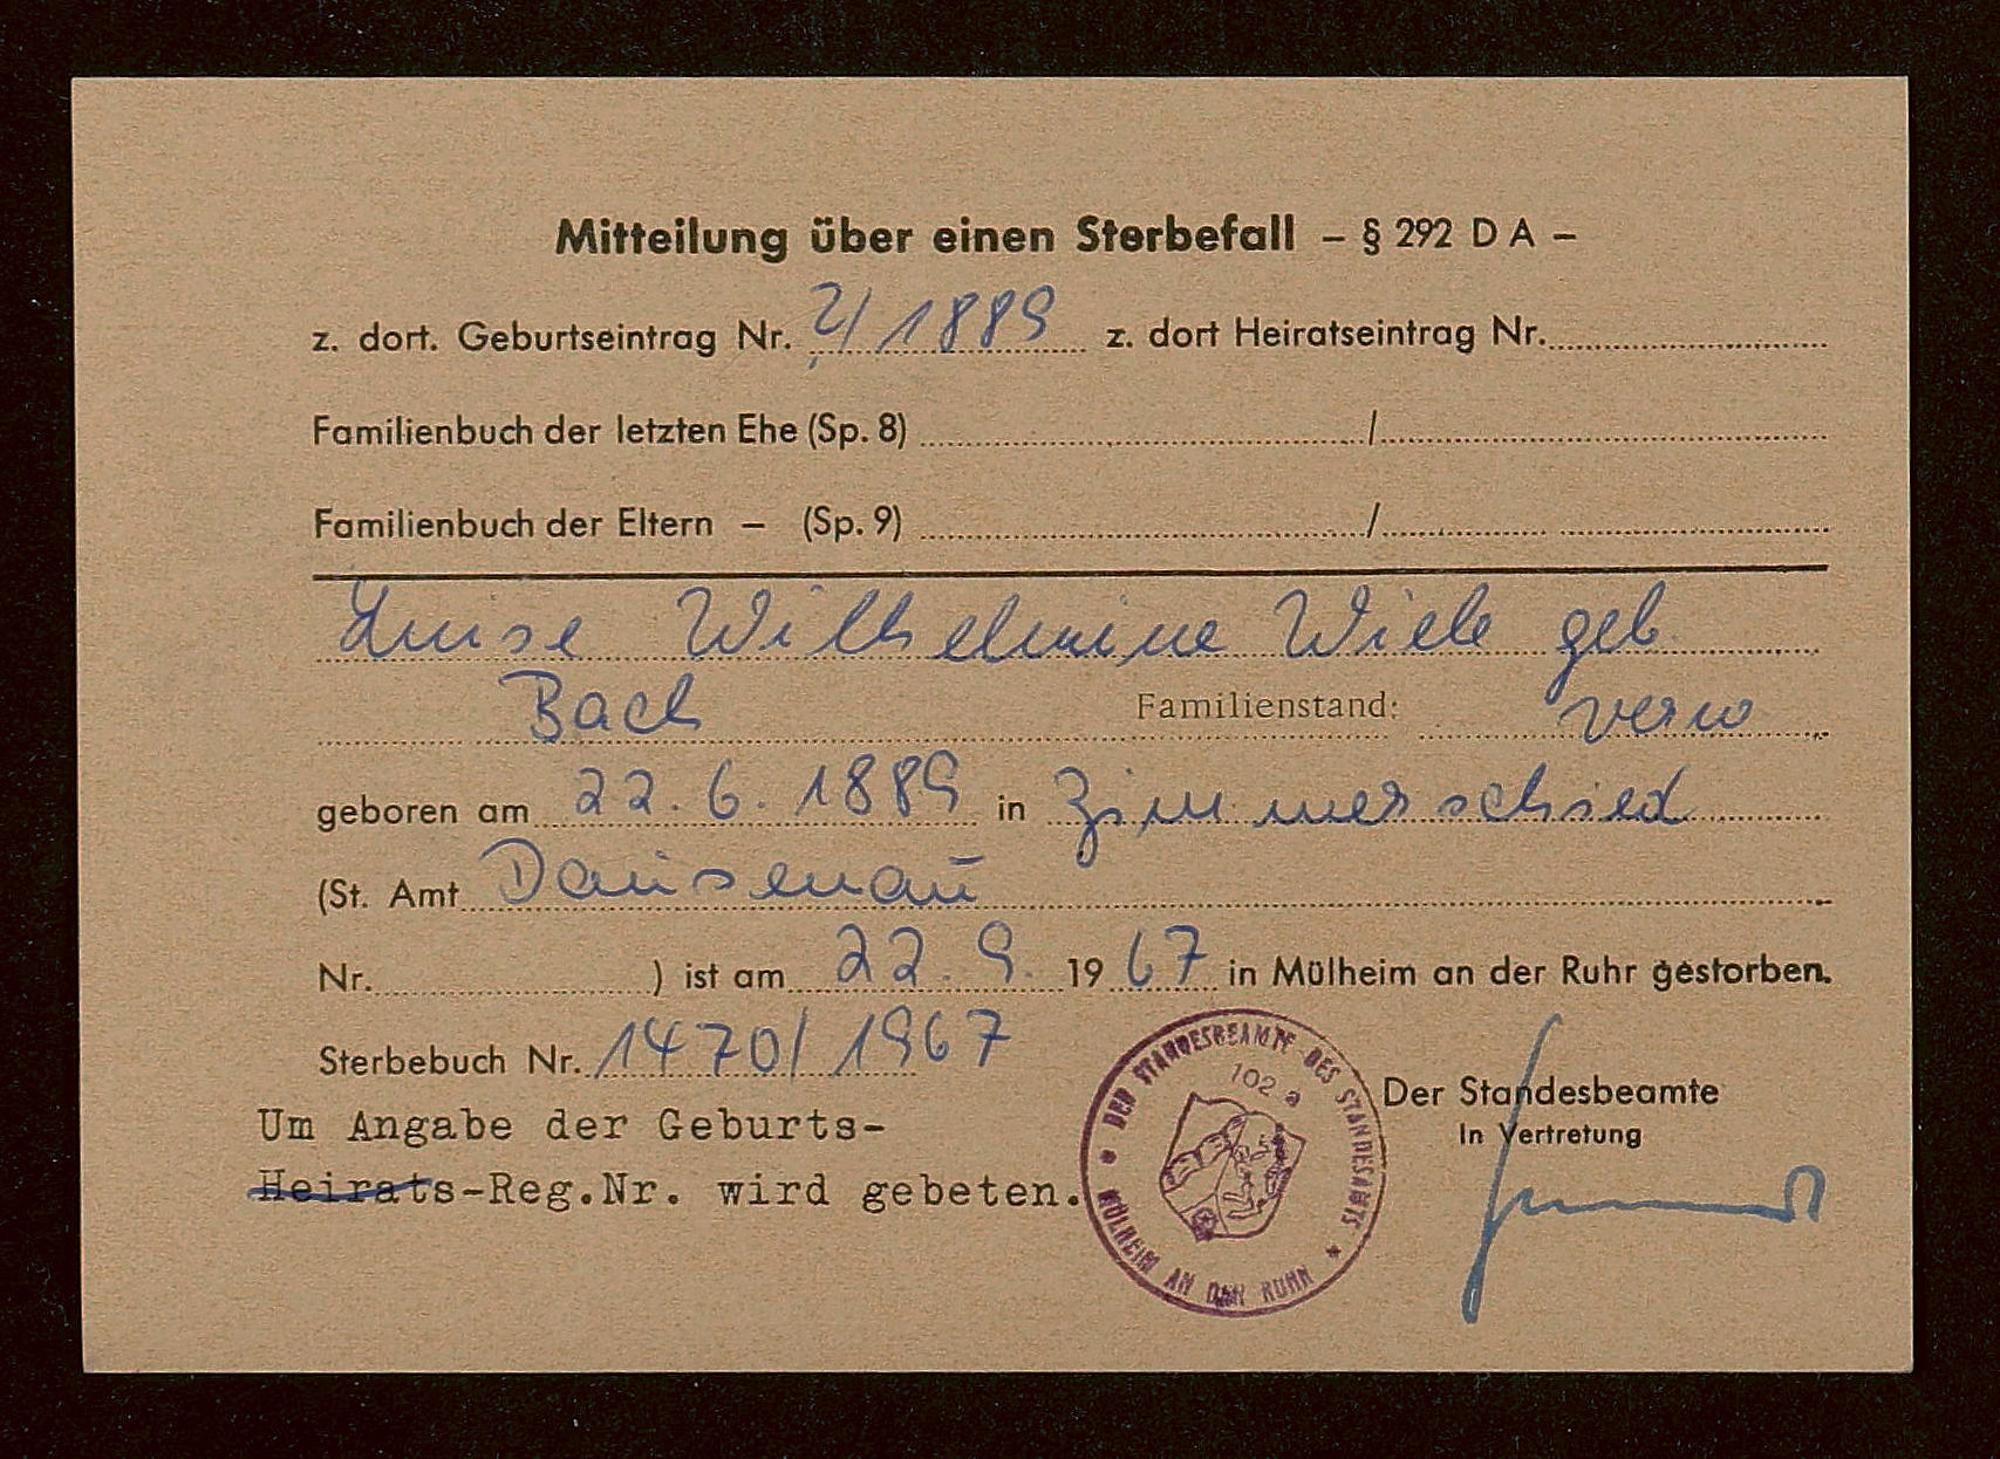 Mitteilung über einen Sterbefall – § 292 D A –
z. dort. Geburtseintrag Nr. 2/1889 z. dort Heiratseintrag Nr.
Familienbuch der letzten Ehe (Sp. 8) /
Familienbuch der Eltern – (Sp. 9) /
Luise Wilhelmine Wiele geb
Bach Familienstand: verw
geboren am 22. 6. 1889 in Zimmerschied
(St. Amt Dausenau
Nr. ) ist am 22. 9. 1967 in Mülheim an der Ruhr gestorben.
Sterbebuch Nr. 1470/1967
Um Angabe der Geburts-
Heirats-Reg.Nr. wird gebeten.
DER STANDESBEAMTE DES STANDESAMTS
102 a
MÜLHEIM AN DER RUHR
Der Standesbeamte
In Vertretung